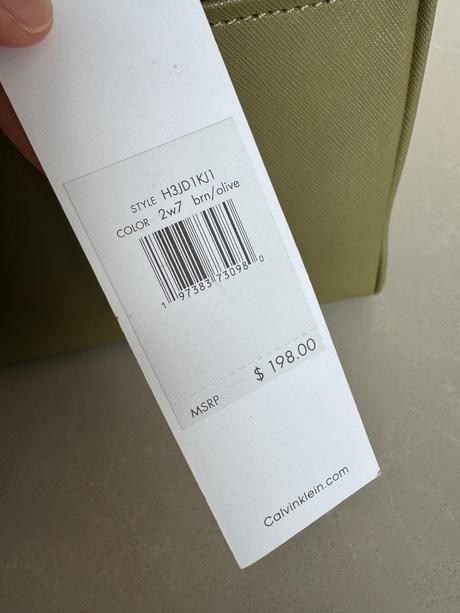 STYLE H3JD1KJ1
COLOR 2w7 brn/olive
1 97383 73098 0
MSRP $ 198.00
Calvinklein.com